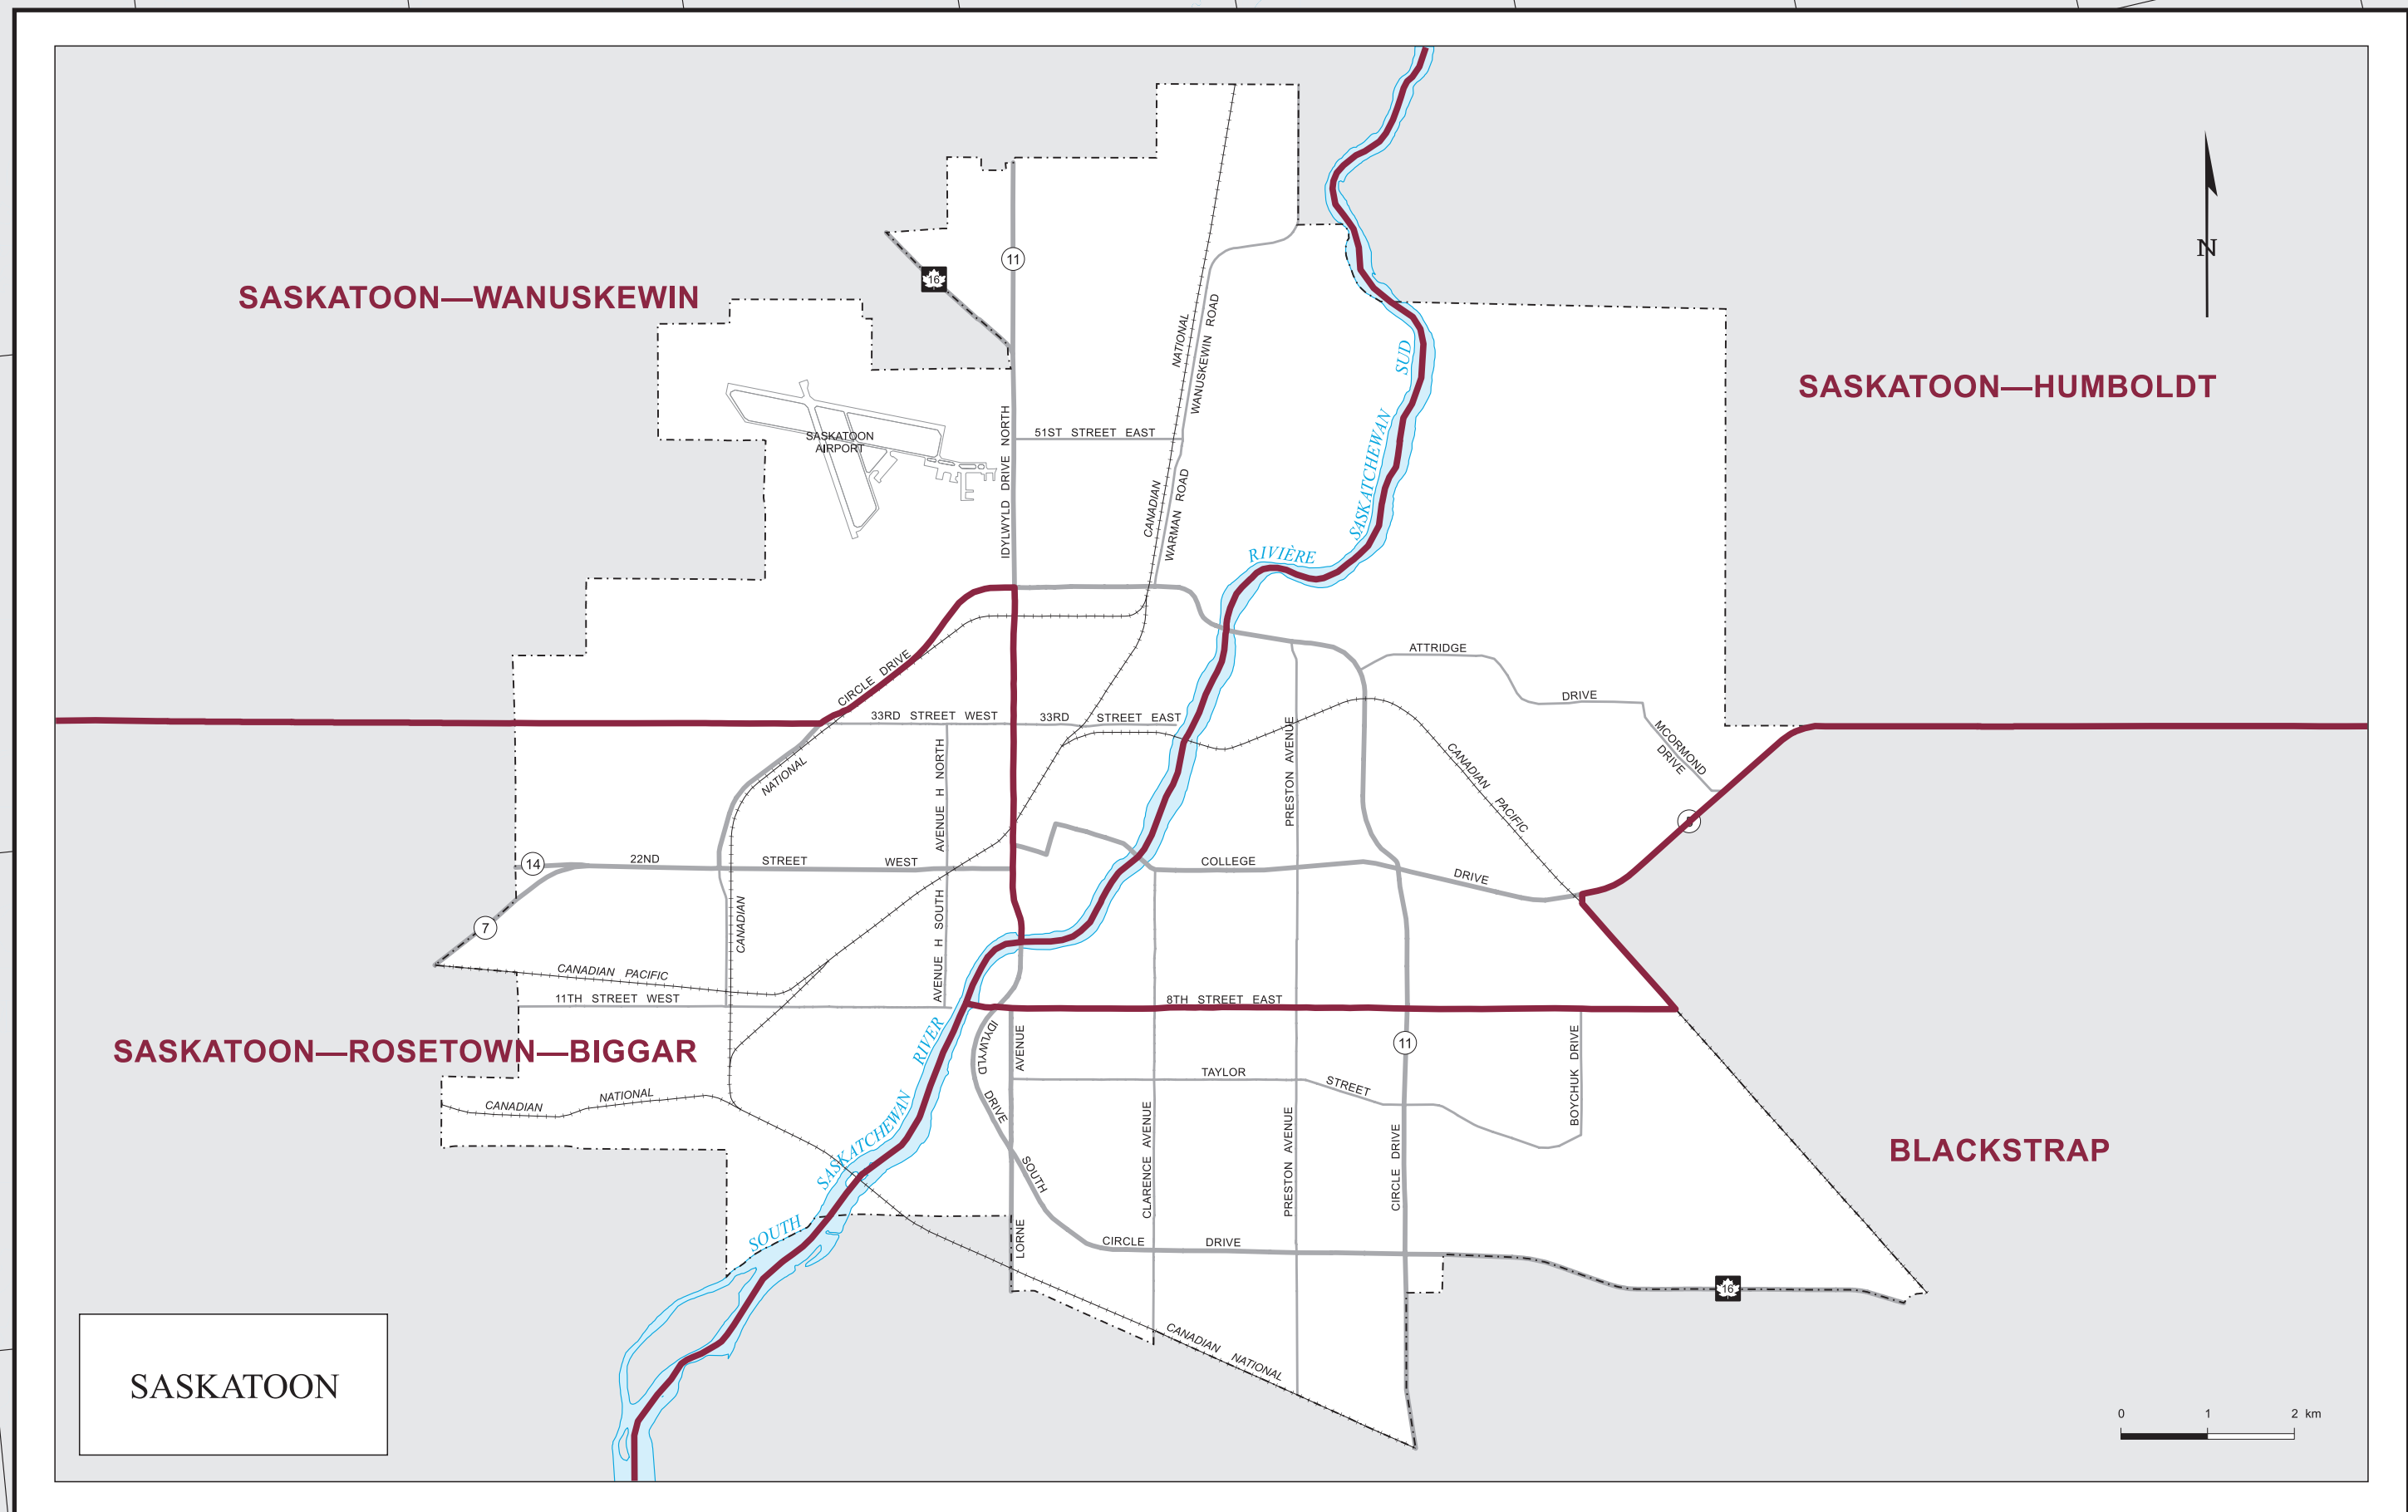 N
SASKATOON—WANUSKEWIN
SASKATOON—HUMBOLDT
SASKATOON—ROSETOWN—BIGGAR
BLACKSTRAP
11
16
SASKATOON
AIRPORT
IDYLWYLD DRIVE NORTH
51ST STREET EAST
NATIONAL
CANADIAN
WANUSKEWIN ROAD
WARMAN ROAD
SUD
SASKATCHEWAN
RIVIÈRE
CIRCLE DRIVE
33RD STREET WEST
33RD STREET EAST
ATTRIDGE
DRIVE
MCORMOND
DRIVE
NATIONAL
AVENUE H NORTH
PRESTON AVENUE
CANADIAN PACIFIC
5
14
22ND STREET WEST
COLLEGE
DRIVE
7
CANADIAN
AVENUE H SOUTH
CANADIAN PACIFIC
11TH STREET WEST
8TH STREET EAST
RIVER
SASKATCHEWAN
SOUTH
IDYLWYLD
DRIVE
SOUTH
AVENUE
LORNE
11
TAYLOR
STREET
BOYCHUK DRIVE
CANADIAN
NATIONAL
CLARENCE AVENUE
PRESTON AVENUE
CIRCLE DRIVE
CIRCLE DRIVE
16
CANADIAN NATIONAL
SASKATOON
0 1 2 km